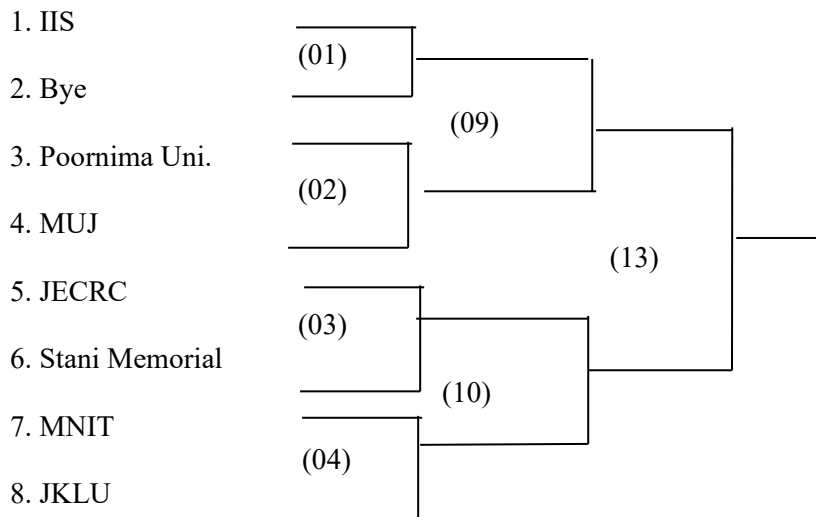 1. IIS
(01)
2. Bye
(09)
3. Poornima Uni.
(02)
4. MUJ
(13)
5. JECRC
(03)
6. Stani Memorial
(10)
7. MNIT
(04)
8. JKLU